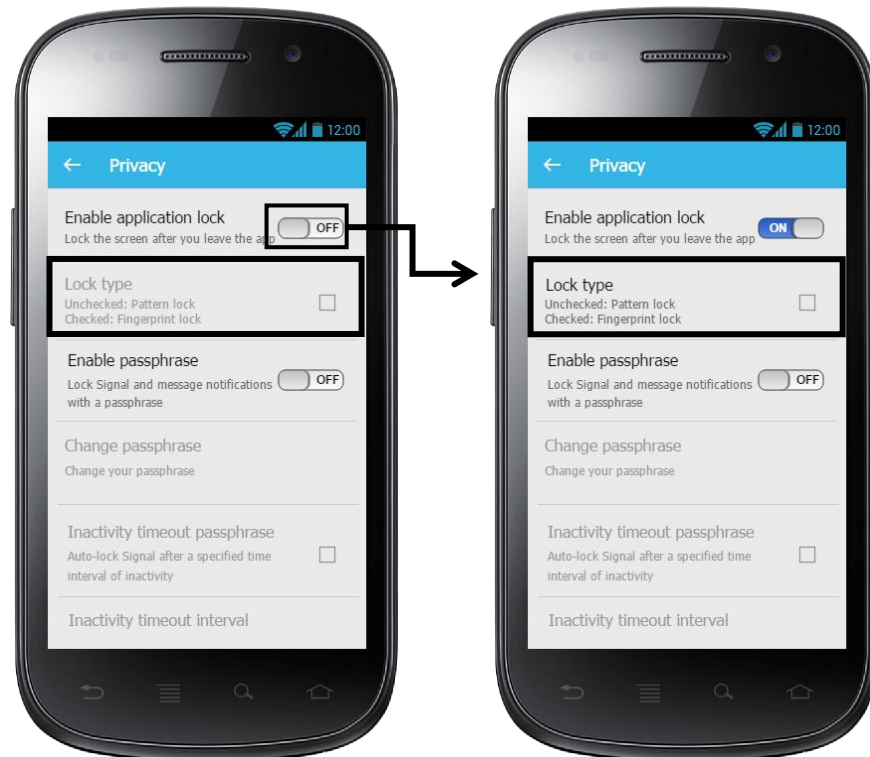 12:00
Privacy
Enable application lock
Lock the screen after you leave the app
OFF
Lock type
Unchecked: Pattern lock
Checked: Fingerprint lock
Enable passphrase
Lock Signal and message notifications
with a passphrase
OFF
Change passphrase
Change your passphrase
Inactivity timeout passphrase
Auto-lock Signal after a specified time
interval of inactivity
Inactivity timeout interval
12:00
Privacy
Enable application lock
Lock the screen after you leave the app
ON
Lock type
Unchecked: Pattern lock
Checked: Fingerprint lock
Enable passphrase
Lock Signal and message notifications
with a passphrase
OFF
Change passphrase
Change your passphrase
Inactivity timeout passphrase
Auto-lock Signal after a specified time
interval of inactivity
Inactivity timeout interval